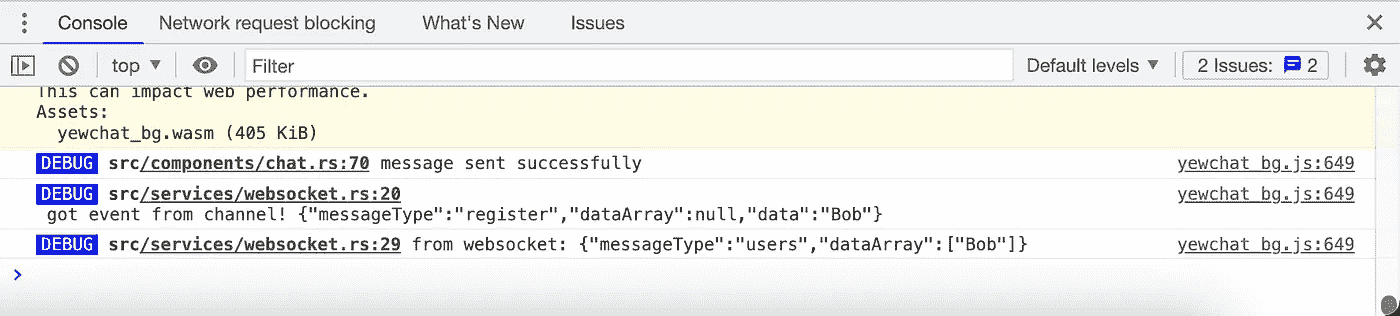 Console Network request blocking What's New Issues
top Filter Default levels 2 Issues: 2
This can impact web performance.
Assets:
yewchat_bg.wasm (405 KiB)
DEBUG src/components/chat.rs:70 message sent successfully yewchat_bg.js:649
DEBUG src/services/websocket.rs:20 yewchat_bg.js:649
got event from channel! {"messageType":"register","dataArray":null,"data":"Bob"}
DEBUG src/services/websocket.rs:29 from websocket: {"messageType":"users","dataArray":["Bob"]} yewchat_bg.js:649